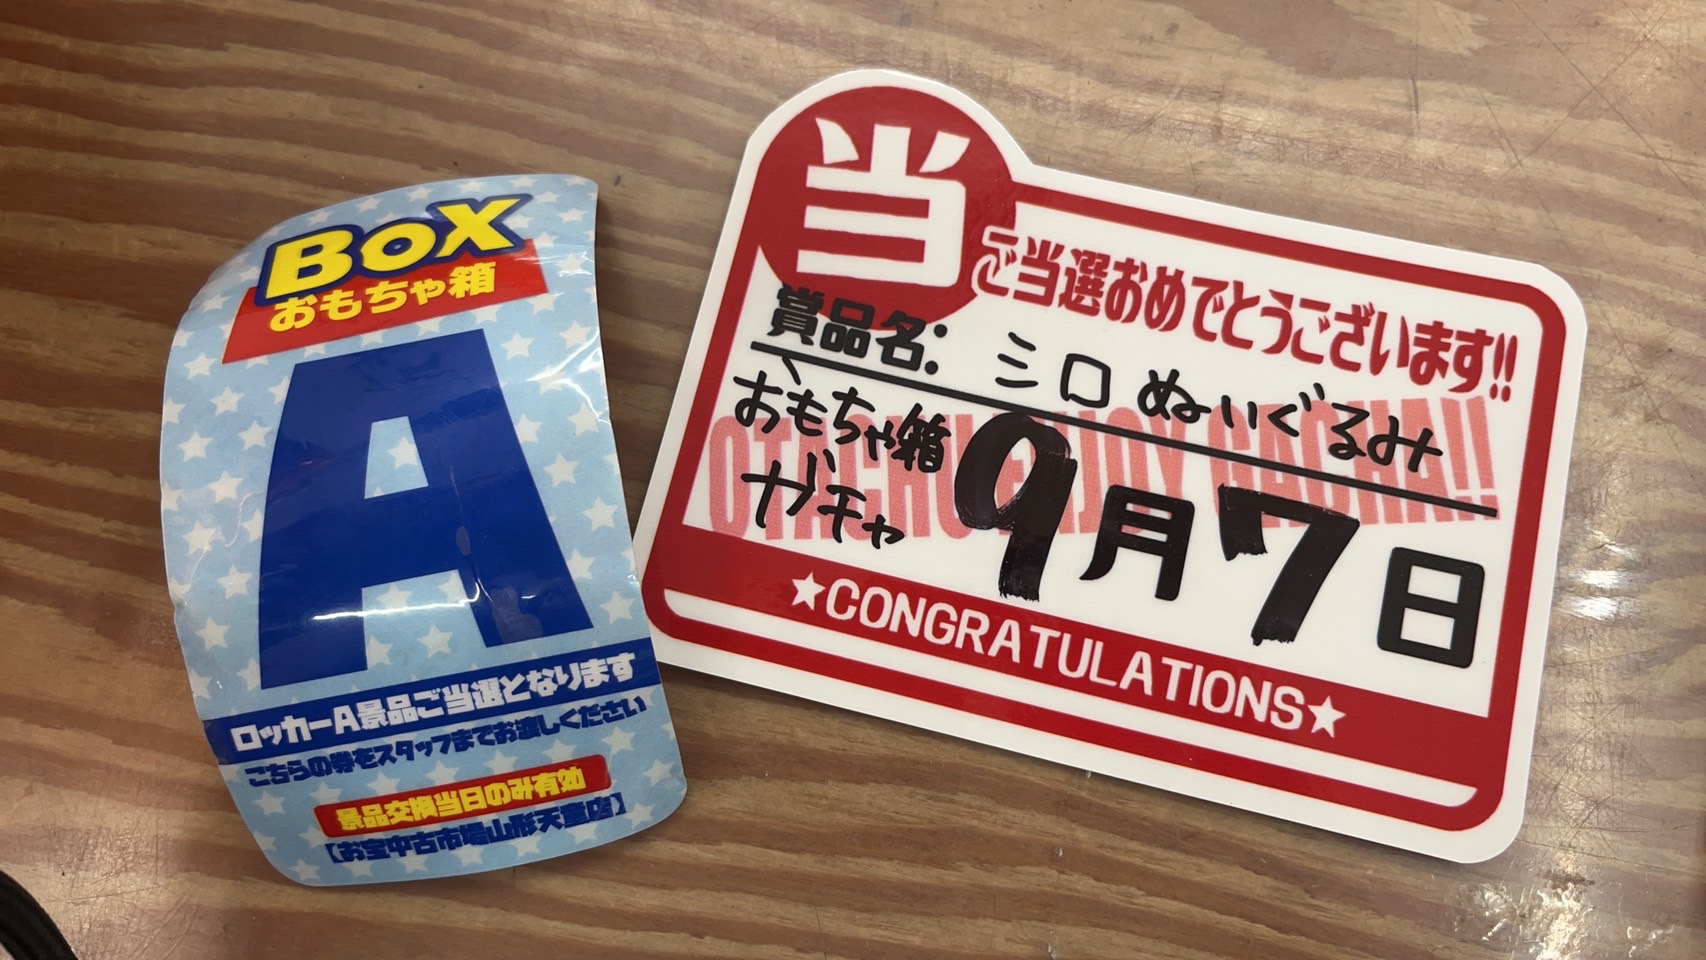 BOX
おもちゃ箱
A
ロッカーA景品ご当選となります
こちらの券をスタッフまでお渡しください
景品交換当日のみ有効
【お宝中古市場山形天童店】
当
ご当選おめでとうございます!!
賞品名: ミロ ぬいぐるみ
おもちゃ箱
ガチャ
9月7日
OTACHU ENJOY GACHA!!
★CONGRATULATIONS★